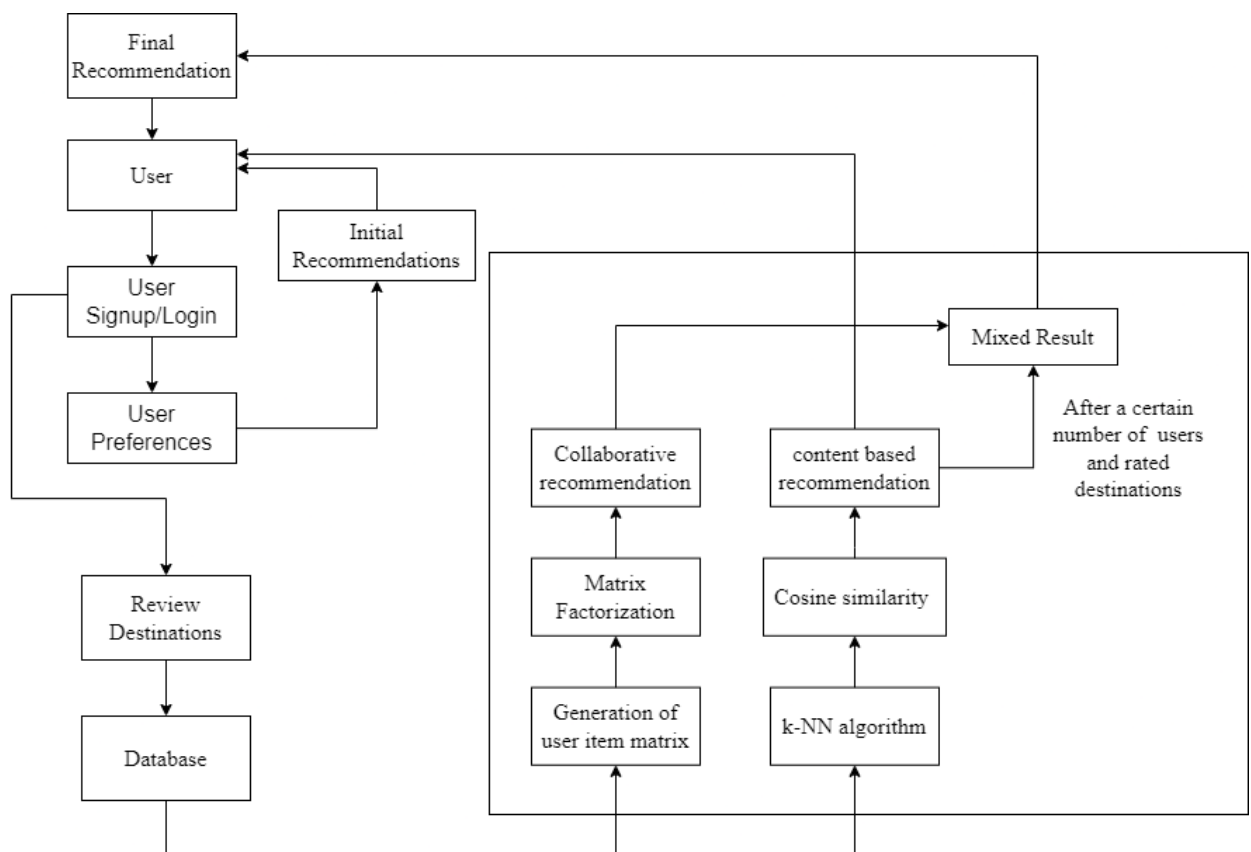 Final
Recommendation
User
Initial
Recommendations
User
Signup/Login
User
Preferences
Review
Destinations
Database
Mixed Result
After a certain
number of users
and rated
destinations
Collaborative
recommendation
content based
recommendation
Matrix
Factorization
Cosine similarity
Generation of
user item matrix
k-NN algorithm